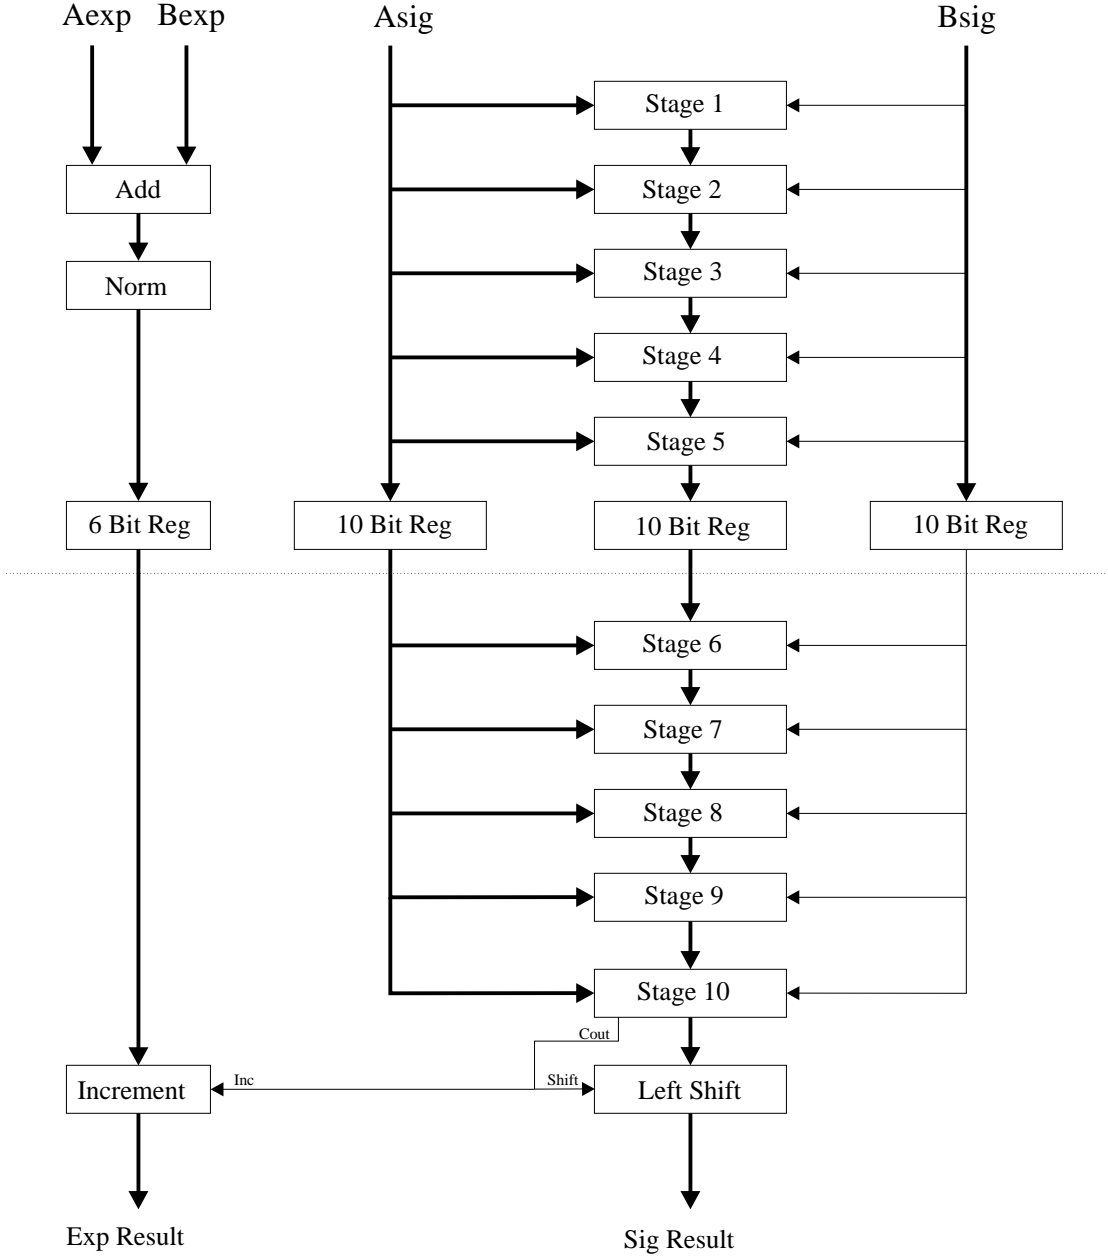 Aexp Bexp Asig Bsig
Stage 1
Add Stage 2
Norm Stage 3
Stage 4
Stage 5
6 Bit Reg 10 Bit Reg 10 Bit Reg 10 Bit Reg
Stage 6
Stage 7
Stage 8
Stage 9
Stage 10
Cout
Inc Shift
Increment Left Shift
Exp Result Sig Result